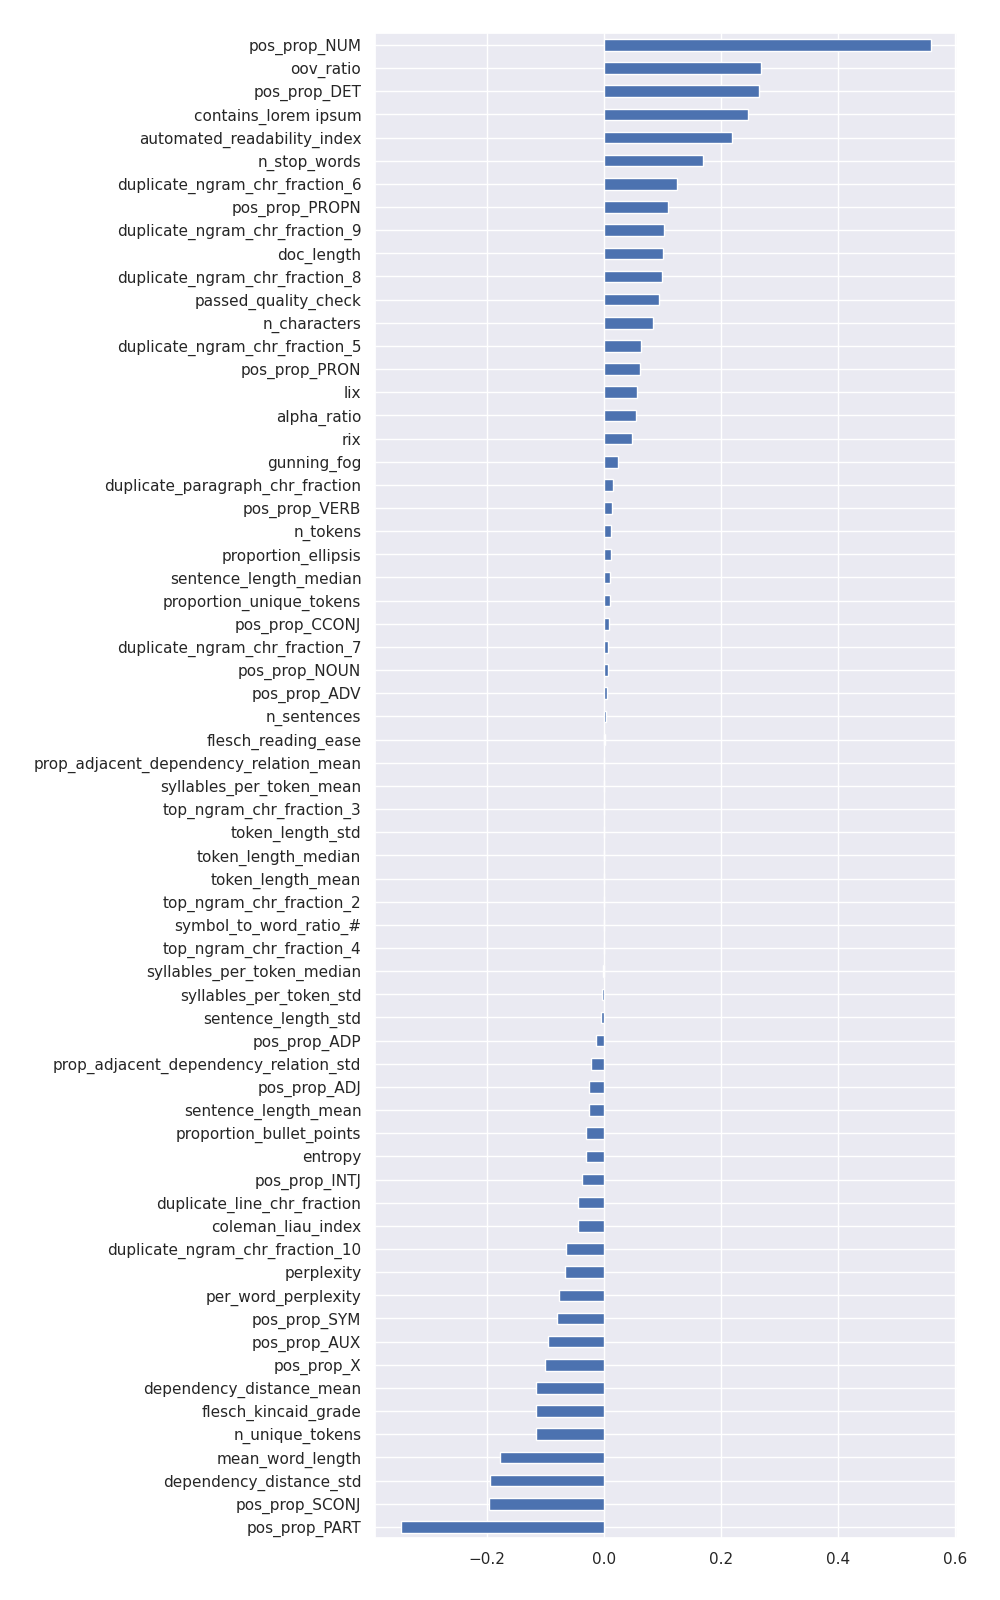 pos_prop_NUM
oov_ratio
pos_prop_DET
contains_lorem ipsum
automated_readability_index
n_stop_words
duplicate_ngram_chr_fraction_6
pos_prop_PROPN
duplicate_ngram_chr_fraction_9
doc_length
duplicate_ngram_chr_fraction_8
passed_quality_check
n_characters
duplicate_ngram_chr_fraction_5
pos_prop_PRON
lix
alpha_ratio
rix
gunning_fog
duplicate_paragraph_chr_fraction
pos_prop_VERB
n_tokens
proportion_ellipsis
sentence_length_median
proportion_unique_tokens
pos_prop_CCONJ
duplicate_ngram_chr_fraction_7
pos_prop_NOUN
pos_prop_ADV
n_sentences
flesch_reading_ease
prop_adjacent_dependency_relation_mean
syllables_per_token_mean
top_ngram_chr_fraction_3
token_length_std
token_length_median
token_length_mean
top_ngram_chr_fraction_2
symbol_to_word_ratio_#
top_ngram_chr_fraction_4
syllables_per_token_median
syllables_per_token_std
sentence_length_std
pos_prop_ADP
prop_adjacent_dependency_relation_std
pos_prop_ADJ
sentence_length_mean
proportion_bullet_points
entropy
pos_prop_INTJ
duplicate_line_chr_fraction
coleman_liau_index
duplicate_ngram_chr_fraction_10
perplexity
per_word_perplexity
pos_prop_SYM
pos_prop_AUX
pos_prop_X
dependency_distance_mean
flesch_kincaid_grade
n_unique_tokens
mean_word_length
dependency_distance_std
pos_prop_SCONJ
pos_prop_PART
−0.2 0.0 0.2 0.4 0.6